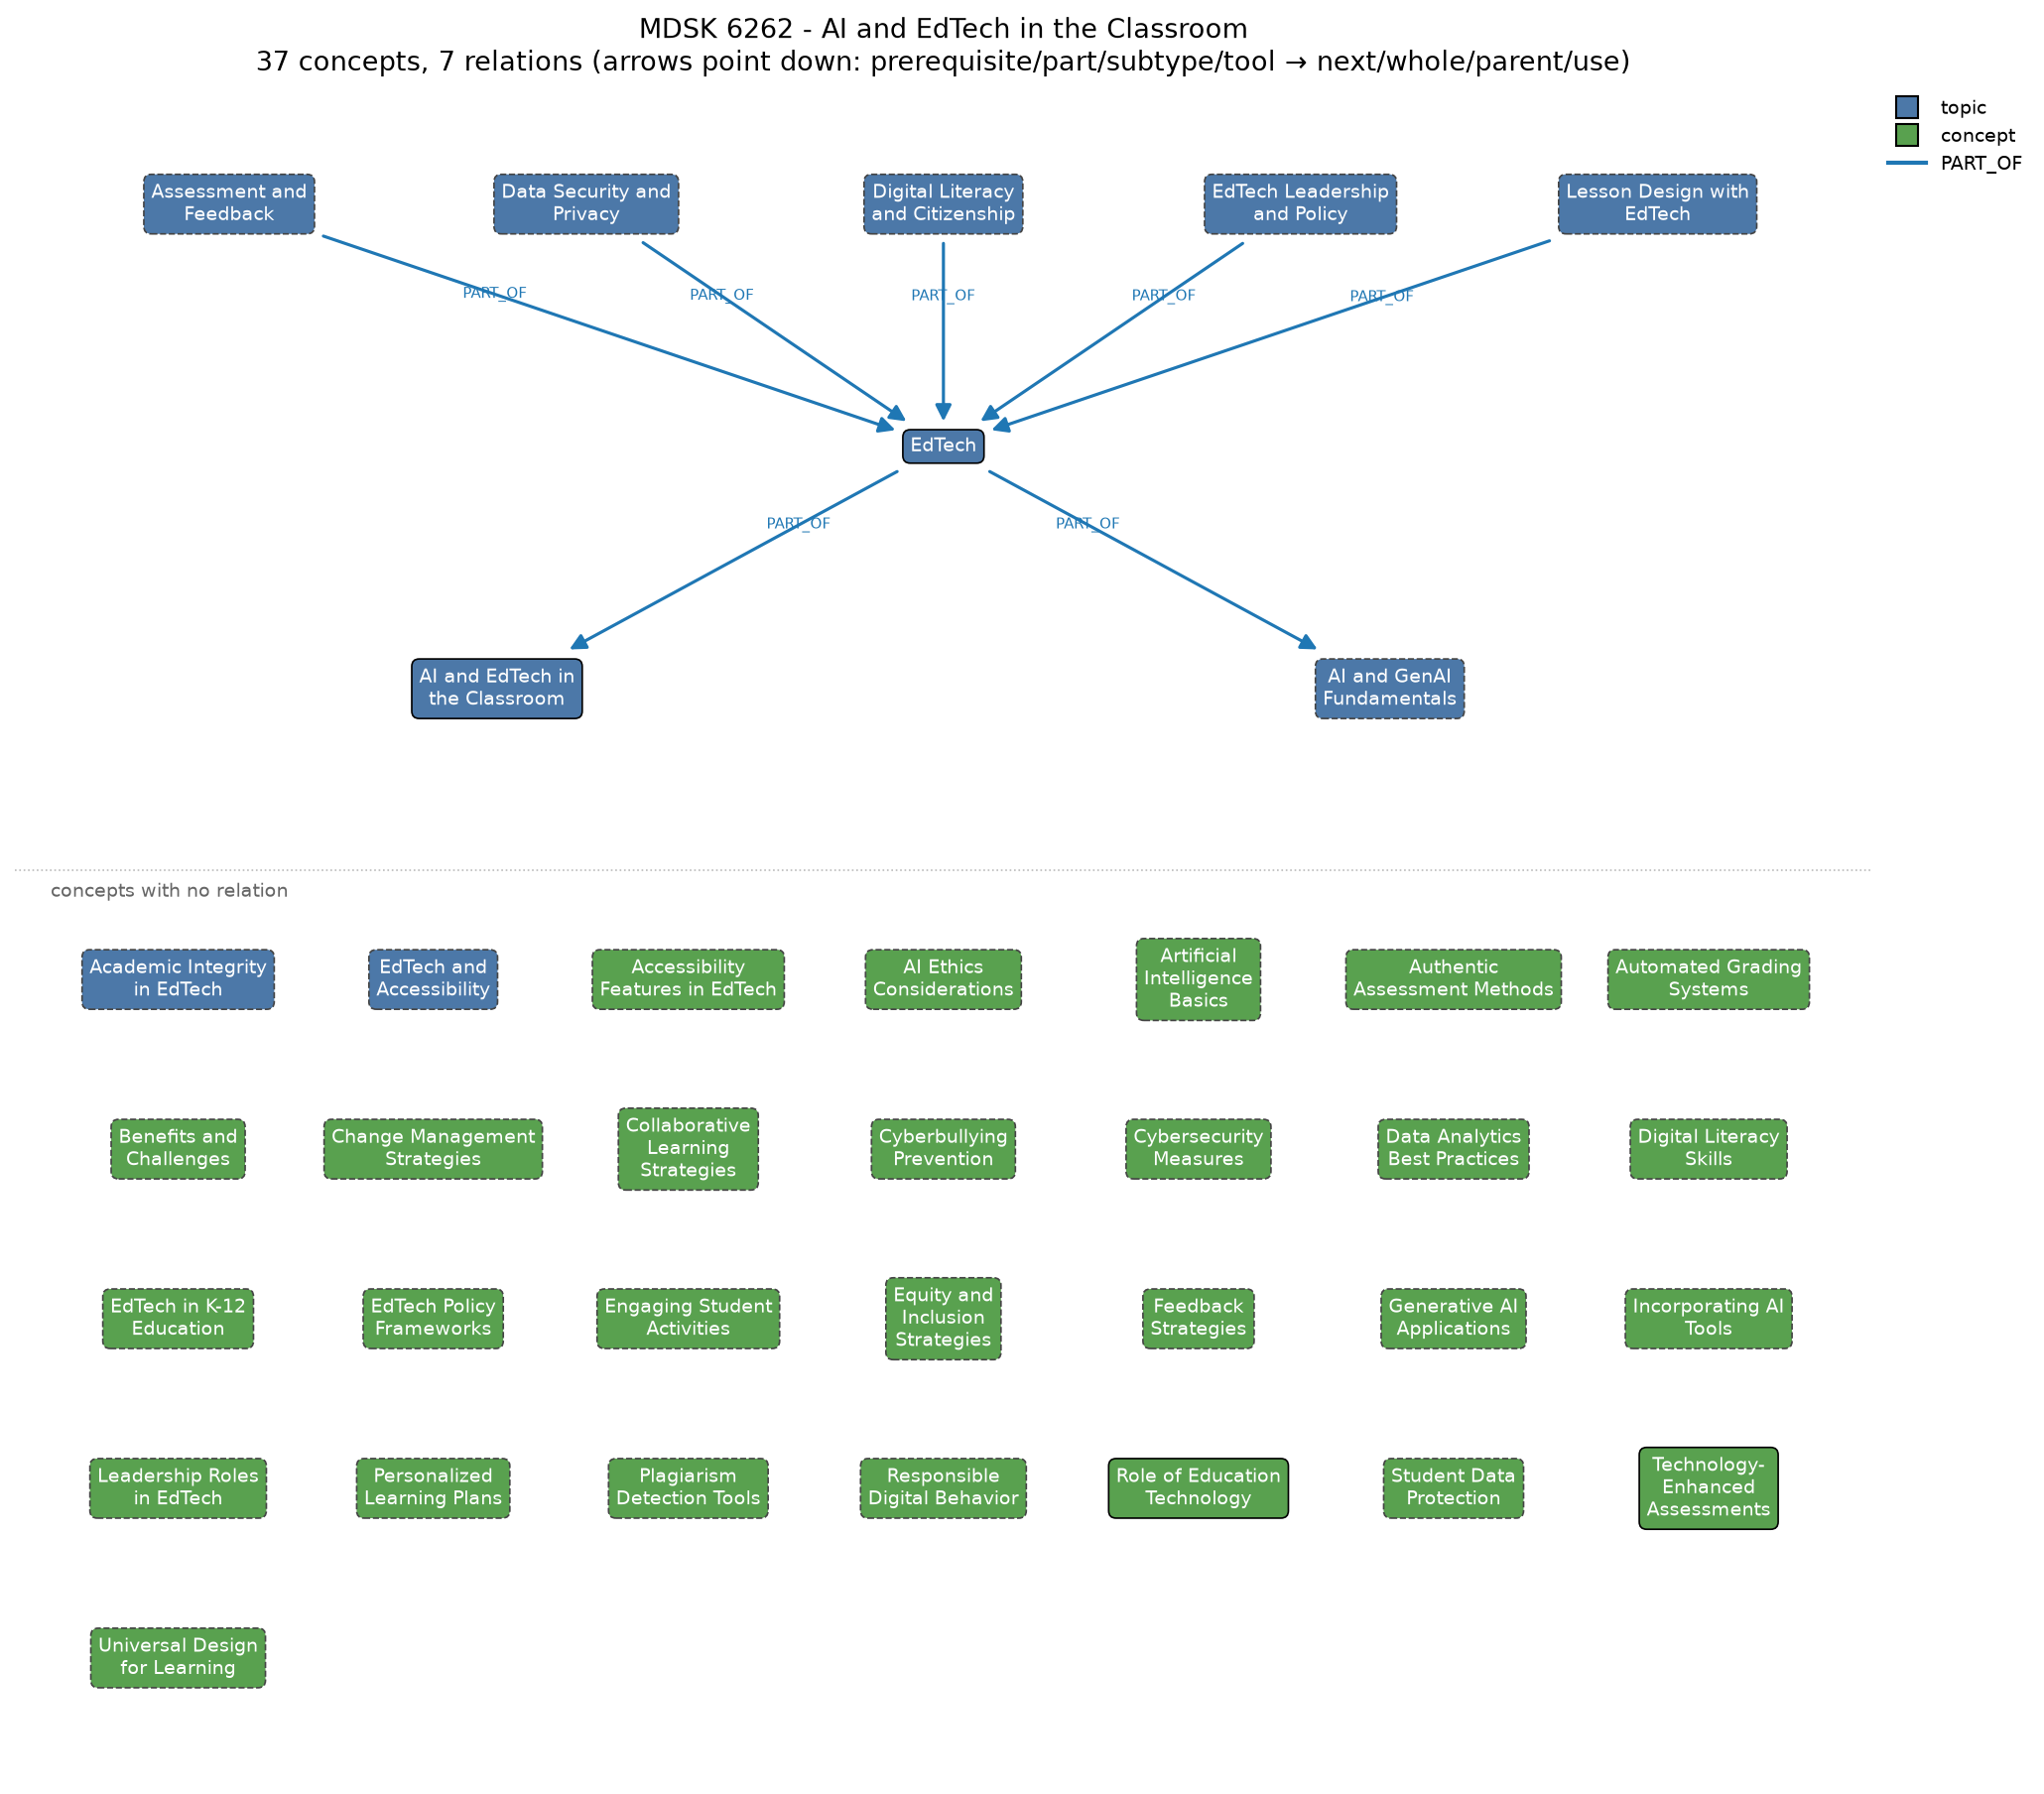 MDSK 6262 - AI and EdTech in the Classroom
37 concepts, 7 relations (arrows point down: prerequisite/part/subtype/tool → next/whole/parent/use)
topic
concept
PART_OF
Assessment and
Feedback
Data Security and
Privacy
Digital Literacy
and Citizenship
EdTech Leadership
and Policy
Lesson Design with
EdTech
PART_OF
PART_OF
PART_OF
PART_OF
PART_OF
EdTech
PART_OF
PART_OF
AI and EdTech in
the Classroom
AI and GenAI
Fundamentals
concepts with no relation
Academic Integrity
in EdTech
EdTech and
Accessibility
Accessibility
Features in EdTech
AI Ethics
Considerations
Artificial
Intelligence
Basics
Authentic
Assessment Methods
Automated Grading
Systems
Benefits and
Challenges
Change Management
Strategies
Collaborative
Learning
Strategies
Cyberbullying
Prevention
Cybersecurity
Measures
Data Analytics
Best Practices
Digital Literacy
Skills
EdTech in K-12
Education
EdTech Policy
Frameworks
Engaging Student
Activities
Equity and
Inclusion
Strategies
Feedback
Strategies
Generative AI
Applications
Incorporating AI
Tools
Leadership Roles
in EdTech
Personalized
Learning Plans
Plagiarism
Detection Tools
Responsible
Digital Behavior
Role of Education
Technology
Student Data
Protection
Technology-
Enhanced
Assessments
Universal Design
for Learning